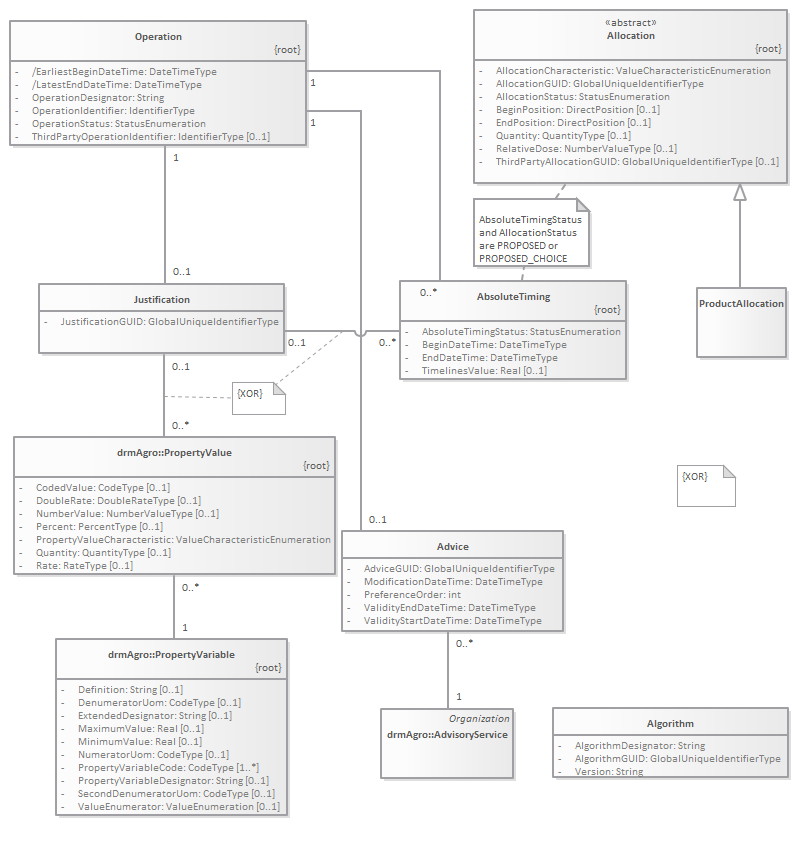 Operation
{root}
- /EarliestBeginDateTime: DateTimeType
- /LatestEndDateTime: DateTimeType
- OperationDesignator: String
- OperationIdentifier: IdentifierType
- OperationStatus: StatusEnumeration
- ThirdPartyOperationIdentifier: IdentifierType [0..1]
«abstract»
Allocation
{root}
- AllocationCharacteristic: ValueCharacteristicEnumeration
- AllocationGUID: GlobalUniqueIdentifierType
- AllocationStatus: StatusEnumeration
- BeginPosition: DirectPosition [0..1]
- EndPosition: DirectPosition [0..1]
- Quantity: QuantityType [0..1]
- RelativeDose: NumberValueType [0..1]
- ThirdPartyAllocationGUID: GlobalUniqueIdentifierType [0..1]
1
1
1
0..1
AbsoluteTimingStatus
and AllocationStatus
are PROPOSED or
PROPOSED_CHOICE
Justification
- JustificationGUID: GlobalUniqueIdentifierType
0..*
AbsoluteTiming
{root}
- AbsoluteTimingStatus: StatusEnumeration
- BeginDateTime: DateTimeType
- EndDateTime: DateTimeType
- TimelinesValue: Real [0..1]
ProductAllocation
0..1
0..*
0..1
{XOR}
0..*
drmAgro::PropertyValue
{root}
- CodedValue: CodeType [0..1]
- DoubleRate: DoubleRateType [0..1]
- NumberValue: NumberValueType [0..1]
- Percent: PercentType [0..1]
- PropertyValueCharacteristic: ValueCharacteristicEnumeration
- Quantity: QuantityType [0..1]
- Rate: RateType [0..1]
{XOR}
0..1
Advice
- AdviceGUID: GlobalUniqueIdentifierType
- ModificationDateTime: DateTimeType
- PreferenceOrder: int
- ValidityEndDateTime: DateTimeType
- ValidityStartDateTime: DateTimeType
0..*
1
0..*
1
drmAgro::PropertyVariable
{root}
- Definition: String [0..1]
- DenumeratorUom: CodeType [0..1]
- ExtendedDesignator: String [0..1]
- MaximumValue: Real [0..1]
- MinimumValue: Real [0..1]
- NumeratorUom: CodeType [0..1]
- PropertyVariableCode: CodeType [1..*]
- PropertyVariableDesignator: String [0..1]
- SecondDenumeratorUom: CodeType [0..1]
- ValueEnumerator: ValueEnumeration [0..1]
Organization
drmAgro::AdvisoryService
Algorithm
- AlgorithmDesignator: String
- AlgorithmGUID: GlobalUniqueIdentifierType
- Version: String